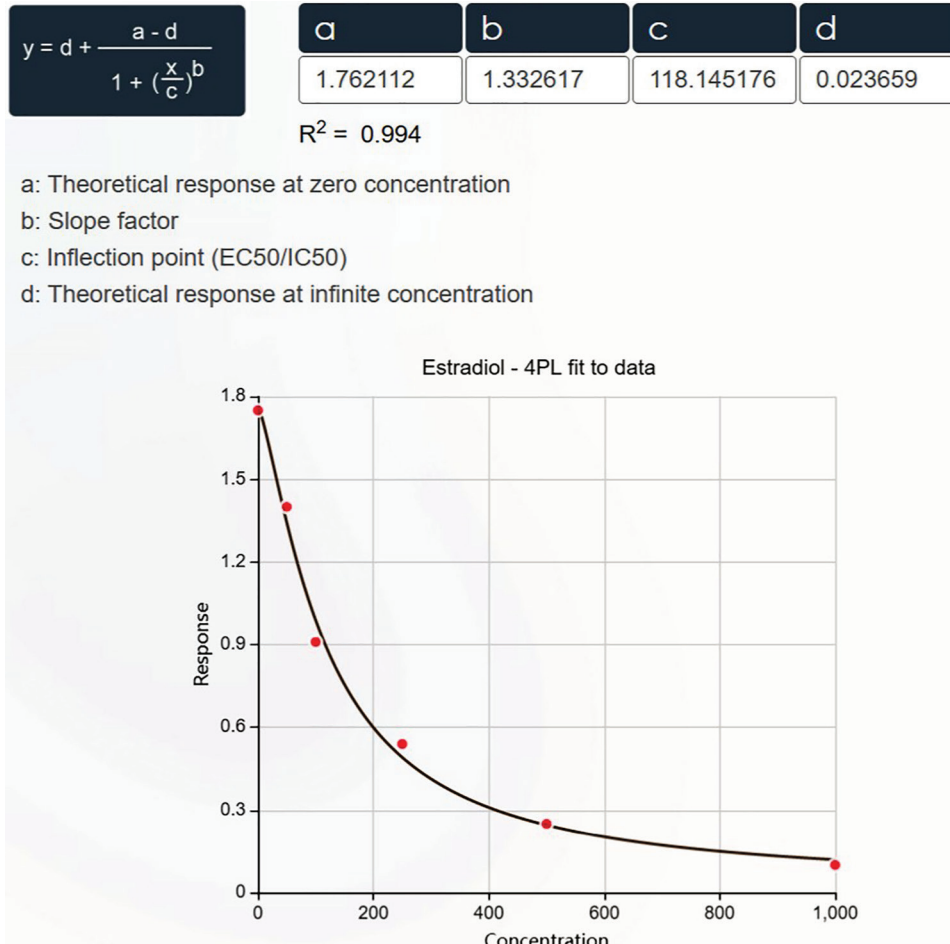 y = d + a - d
1 + (x/c)^b
a b c d
1.762112 1.332617 118.145176 0.023659
R² = 0.994
a: Theoretical response at zero concentration
b: Slope factor
c: Inflection point (EC50/IC50)
d: Theoretical response at infinite concentration
Estradiol - 4PL fit to data
1.8
1.5
1.2
0.9
0.6
0.3
0
Response
0 200 400 600 800 1,000
Concentration